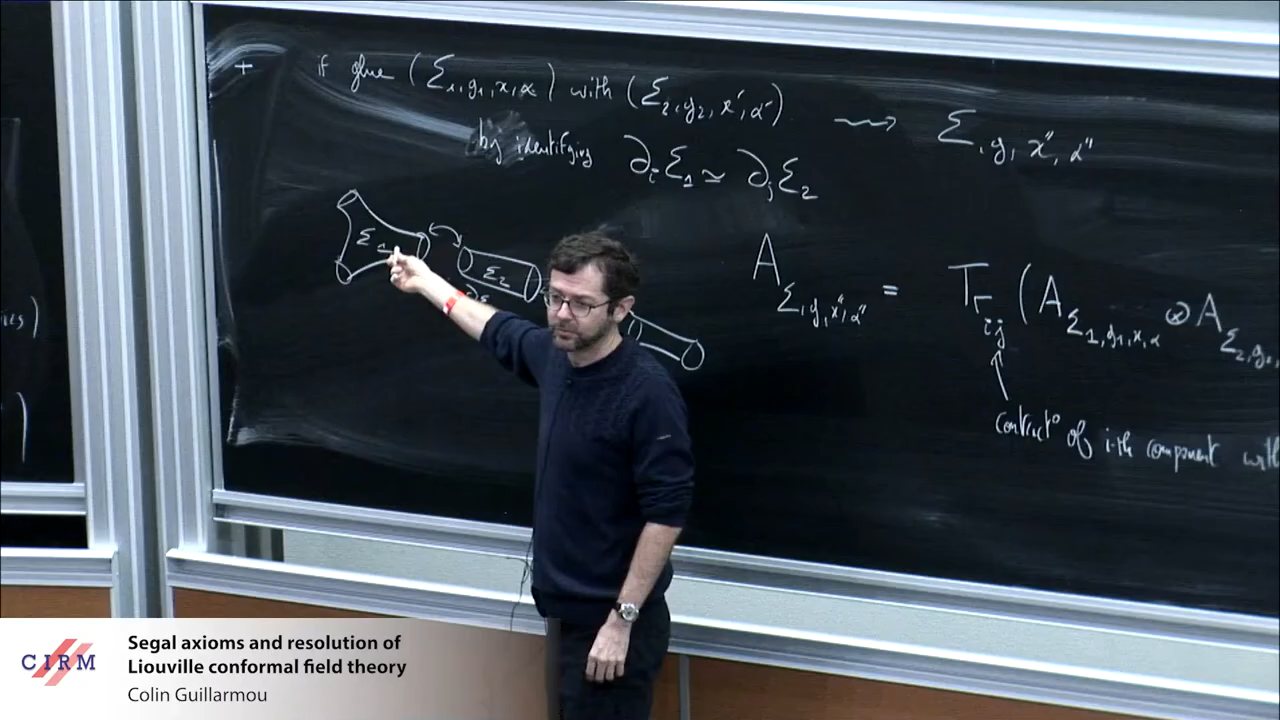 + if glue (Σ₁, g₁, x, α) with (Σ₂, g₂, x', α') ⇝ Σ, g, x'', α''
by identifying ∂ᵢΣ₁ ≃ ∂ⱼΣ₂
Σ₁
Σ₂
A_{Σ, g, x'', α''} = Tr_{ij} (A_{Σ₁, g₁, x, α} ⊗ A_{Σ₂, g₂,
contract° of i-th component with
CIRM
Segal axioms and resolution of
Liouville conformal field theory
Colin Guillarmou